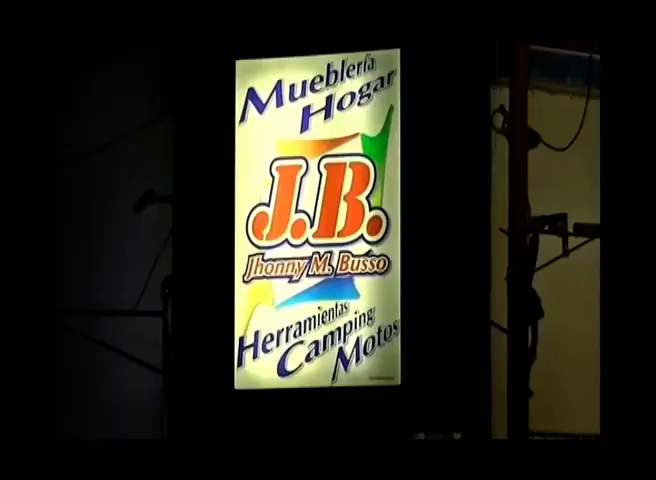 Mueblería
Hogar
J.B.
Jhonny M. Busso
Herramientas
Camping
Motos